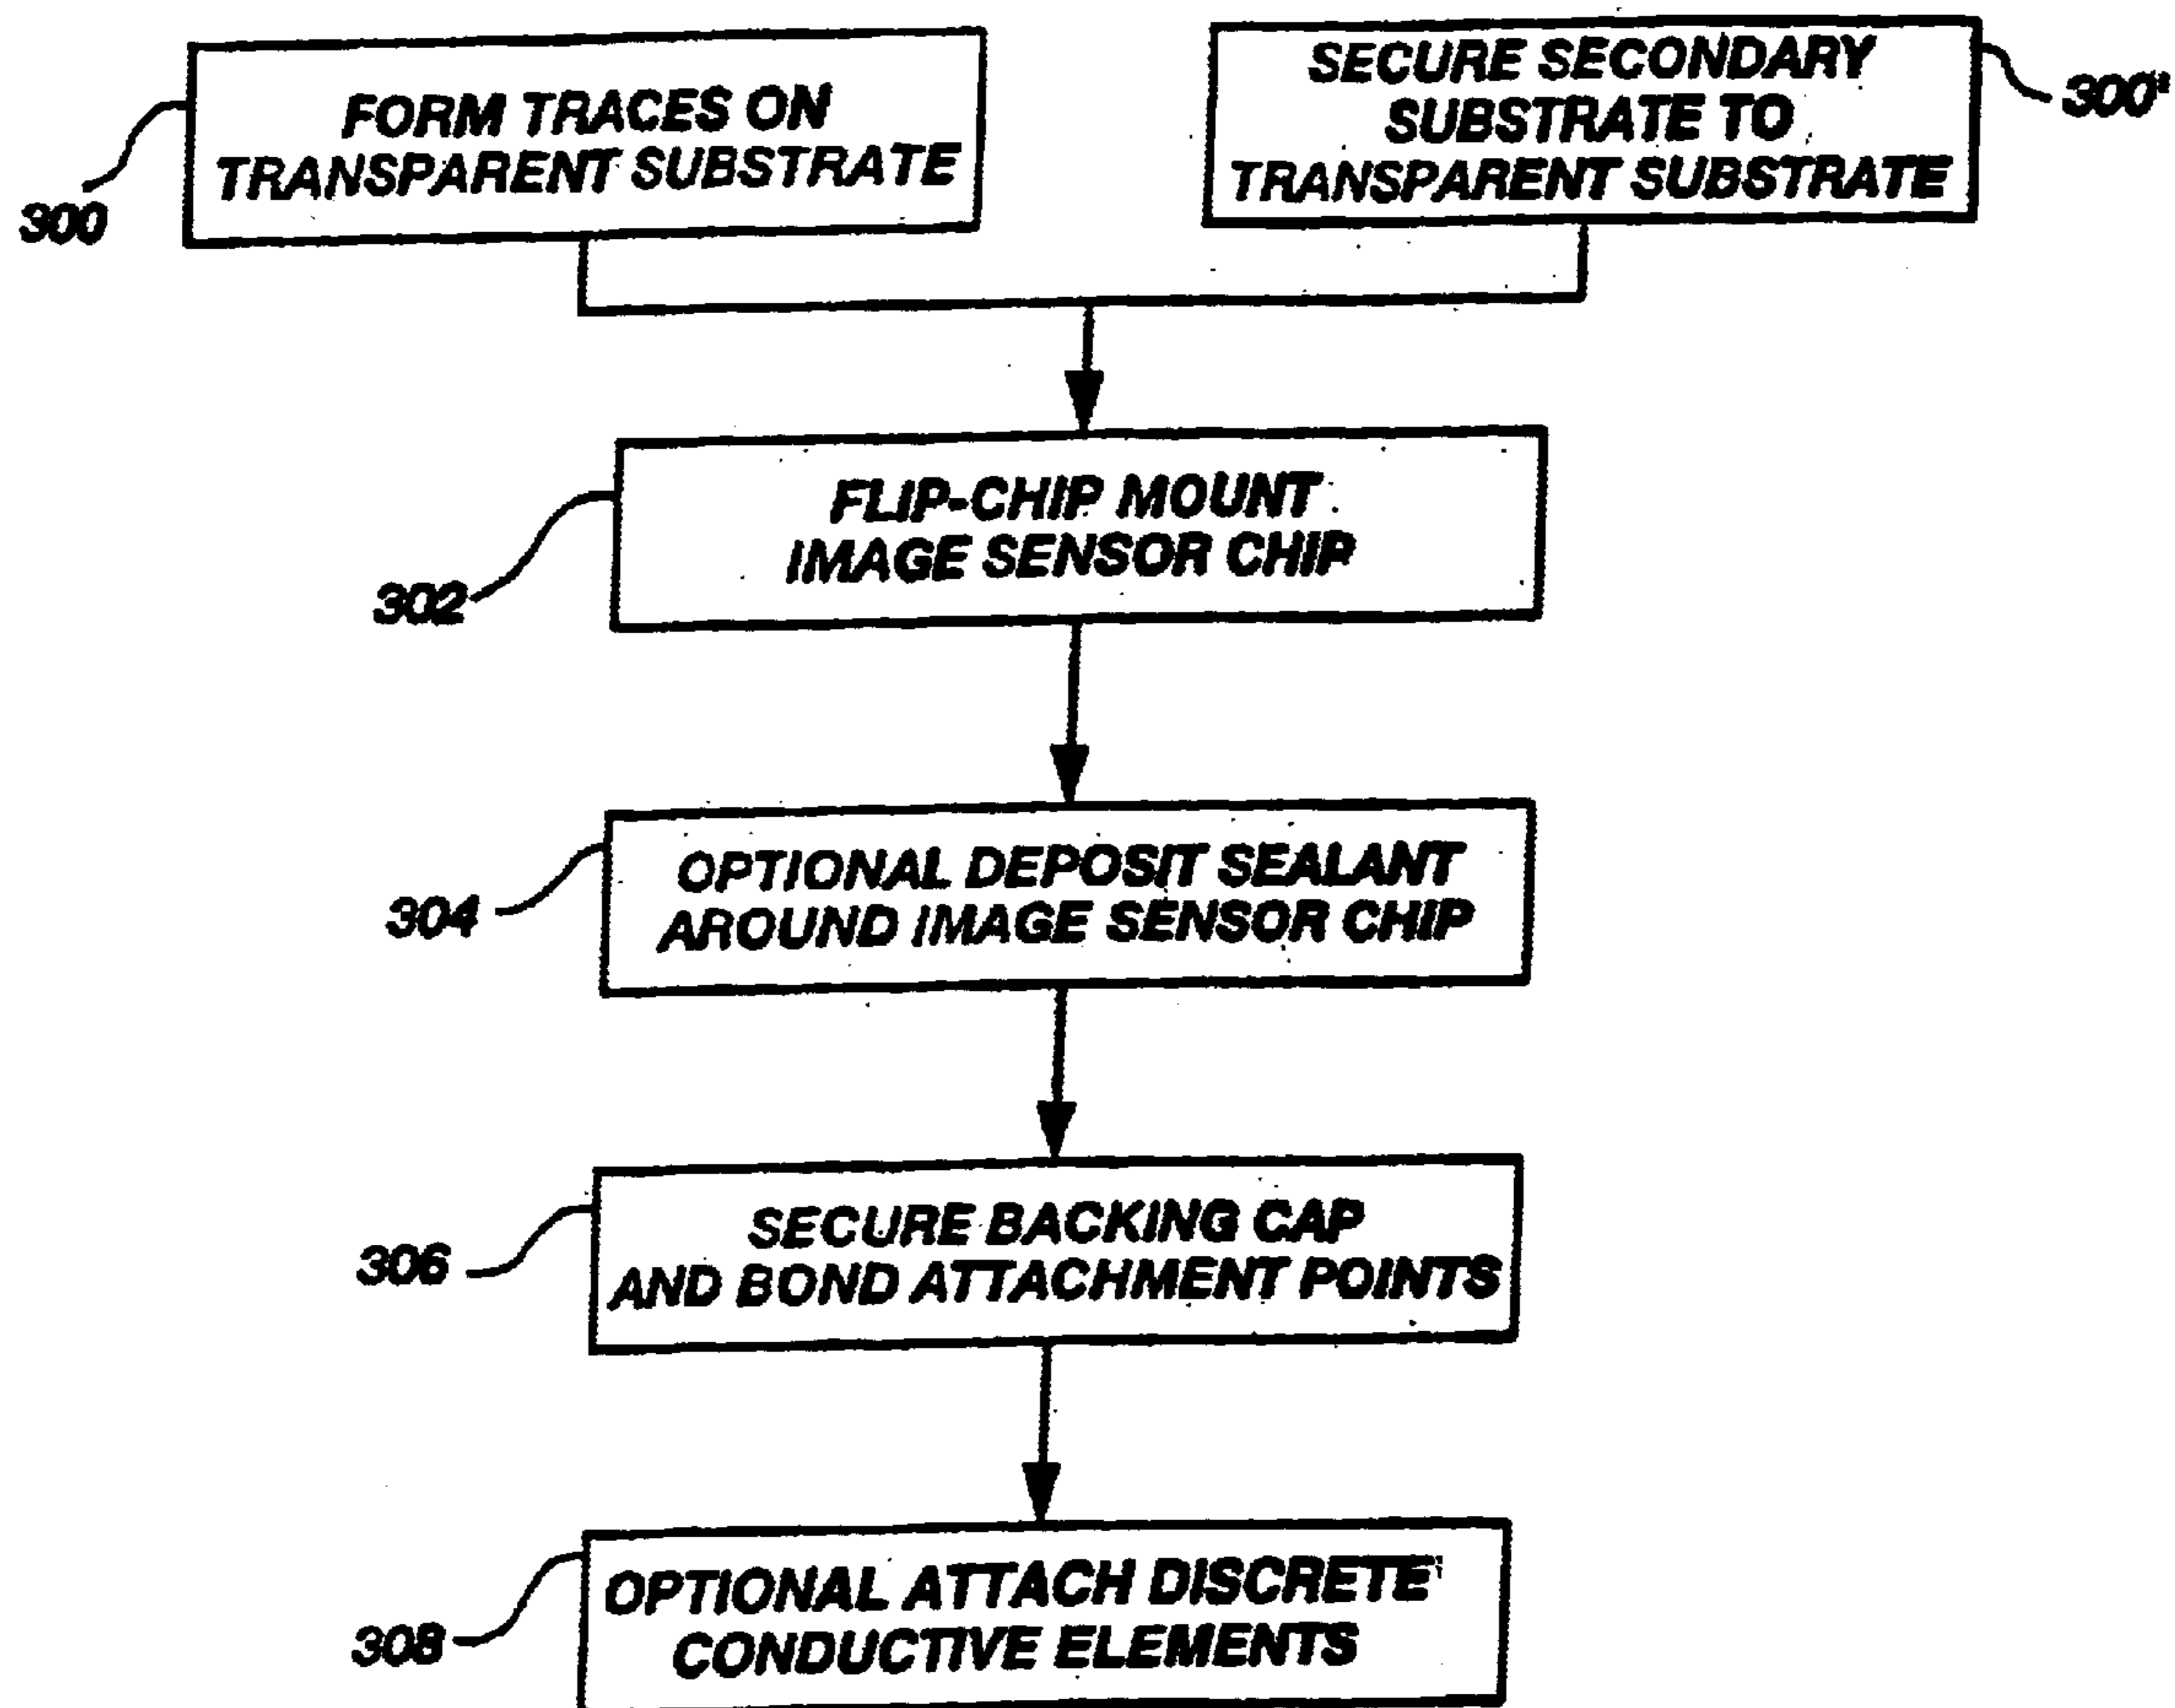 FORM TRACES ON
TRANSPARENT SUBSTRATE
300
SECURE SECONDARY
SUBSTRATE TO
TRANSPARENT SUBSTRATE
300"
FLIP-CHIP MOUNT
IMAGE SENSOR CHIP
302
OPTIONAL DEPOSIT SEALANT
AROUND IMAGE SENSOR CHIP
304
SECURE BACKING CAP
AND BOND ATTACHMENT POINTS
306
OPTIONAL ATTACH DISCRETE
CONDUCTIVE ELEMENTS
308